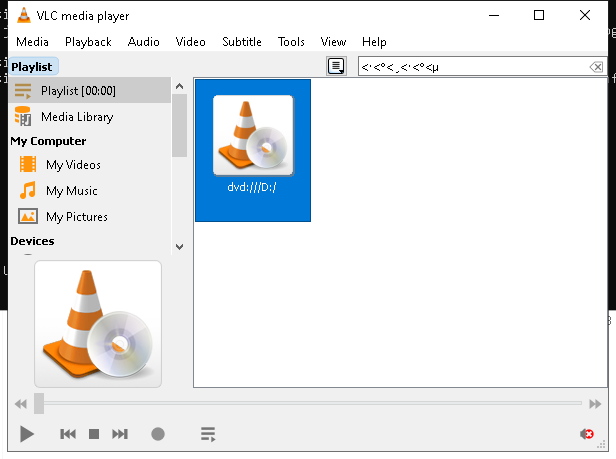 VLC media player
Media Playback Audio Video Subtitle Tools View Help
Playlist
Playlist [00:00]
Media Library
My Computer
My Videos
My Music
My Pictures
Devices
dvd:///D:/